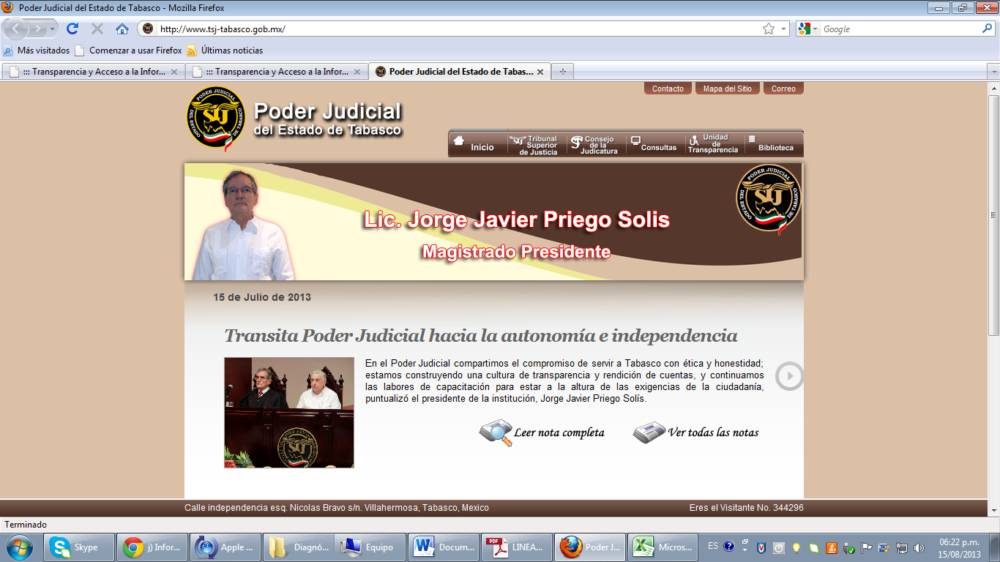 Poder Judicial del Estado de Tabasco - Mozilla Firefox
http://www.tsj-tabasco.gob.mx/
Google
Más visitados
Comenzar a usar Firefox
Últimas noticias
::: Transparencia y Acceso a la Infor...
::: Transparencia y Acceso a la Infor...
Poder Judicial del Estado de Tabas...
Contacto
Mapa del Sitio
Correo
PODER JUDICIAL
DEL ESTADO DE TABASCO
Poder Judicial
del Estado de Tabasco
Inicio
Tribunal
Superior
de Justicia
Consejo
de la
Judicatura
Consultas
Unidad
de
Transparencia
Biblioteca
PODER JUDICIAL
DEL ESTADO DE TABASCO
Lic. Jorge Javier Priego Solis
Magistrado Presidente
15 de Julio de 2013
Transita Poder Judicial hacia la autonomía e independencia
En el Poder Judicial compartimos el compromiso de servir a Tabasco con ética y honestidad;
estamos construyendo una cultura de transparencia y rendición de cuentas, y continuamos
las labores de capacitación para estar a la altura de las exigencias de la ciudadanía,
puntualizó el presidente de la institución, Jorge Javier Priego Solís.
Leer nota completa
Ver todas las notas
Calle independencia esq. Nicolas Bravo s/n. Villahermosa, Tabasco, Mexico
Eres el Visitante No. 344296
Terminado
Skype
j) Infor...
Apple ...
Diagnó...
Equipo
Docum...
LINEA...
Poder J...
Micros...
ES
06:22 p.m.
15/08/2013